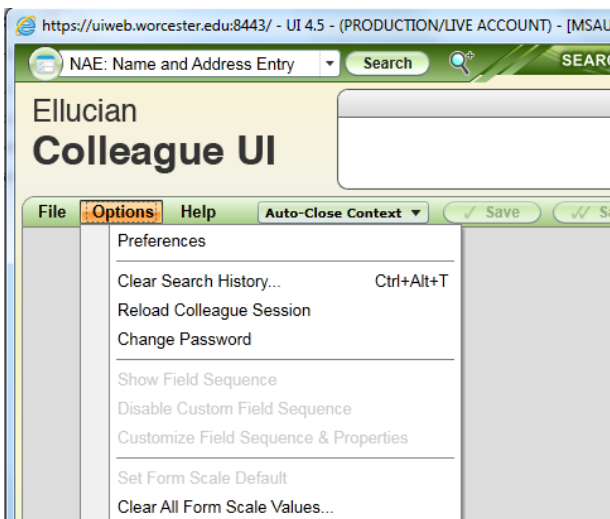 https://uiweb.worcester.edu:8443/ - UI 4.5 - (PRODUCTION/LIVE ACCOUNT) - [MSAU
NAE: Name and Address Entry Search SEARC
Ellucian
Colleague UI
File Options Help Auto-Close Context Save Sa
Preferences
Clear Search History... Ctrl+Alt+T
Reload Colleague Session
Change Password
Show Field Sequence
Disable Custom Field Sequence
Customize Field Sequence & Properties
Set Form Scale Default
Clear All Form Scale Values...